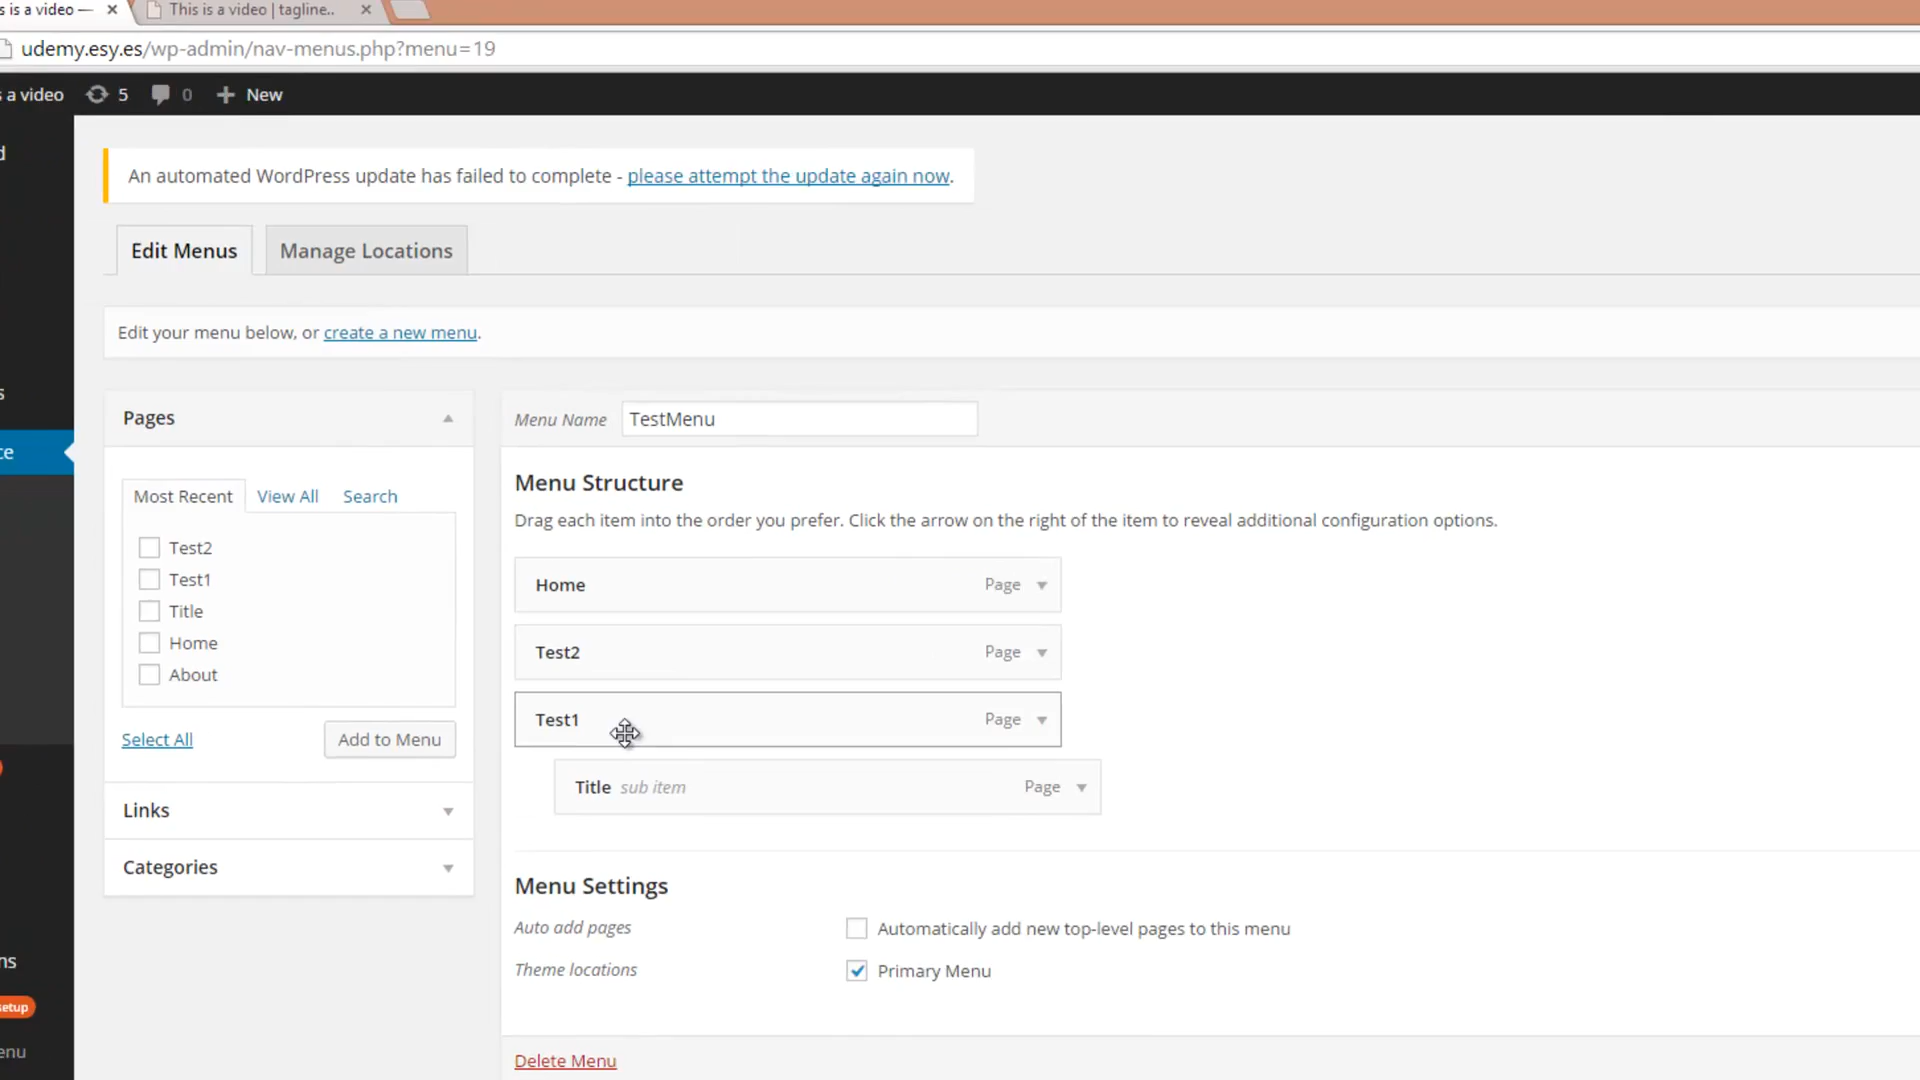 s is a video —
This is a video | tagline..
udemy.esy.es/wp-admin/nav-menus.php?menu=19
s a video 5 0 New
d
An automated WordPress update has failed to complete - please attempt the update again now.
Edit Menus Manage Locations
Edit your menu below, or create a new menu.
s
Pages
Menu Name TestMenu
ce
Menu Structure
Most Recent View All Search
Drag each item into the order you prefer. Click the arrow on the right of the item to reveal additional configuration options.
Test2
Test1
Title
Home
About
Select All Add to Menu
Links
Categories
Home Page
Test2 Page
Test1 Page
Title sub item Page
Menu Settings
Auto add pages Automatically add new top-level pages to this menu
Theme locations Primary Menu
ns
setup
enu
Delete Menu